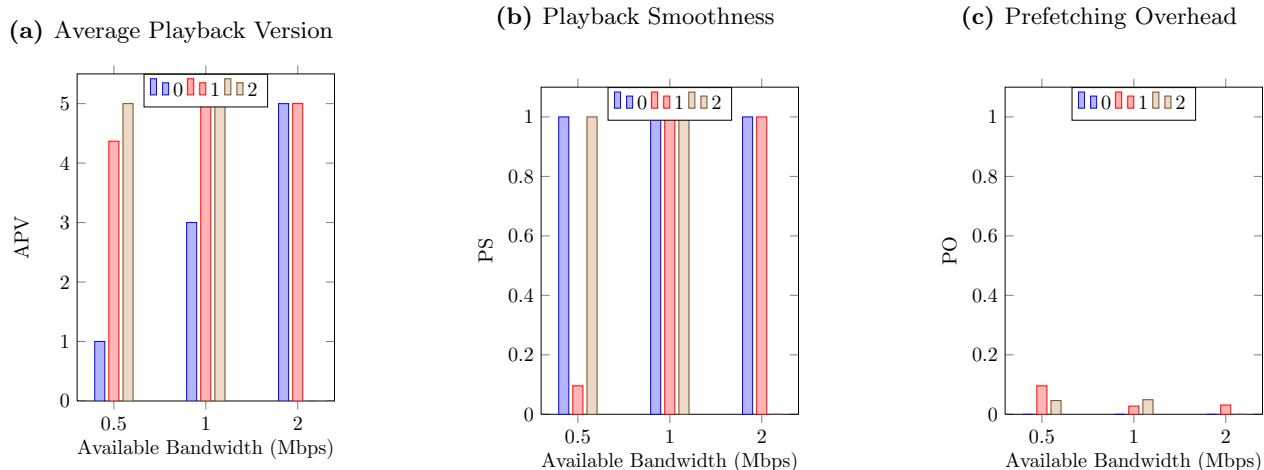 (a) Average Playback Version
0 1 2
5
4
3
2
1
0
APV
0.5 1 2
Available Bandwidth (Mbps)
(b) Playback Smoothness
0 1 2
1
0.8
0.6
0.4
0.2
0
PS
0.5 1 2
Available Bandwidth (Mbps)
(c) Prefetching Overhead
0 1 2
1
0.8
0.6
0.4
0.2
0
PO
0.5 1 2
Available Bandwidth (Mbps)